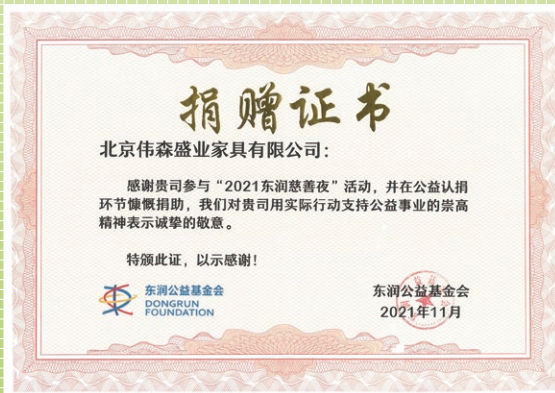 捐赠证书
北京伟森盛业家具有限公司：
感谢贵司参与“2021东润慈善夜”活动，并在公益认捐
环节慷慨捐助，我们对贵司用实际行动支持公益事业的崇高
精神表示诚挚的敬意。
特颁此证，以示感谢！
东润公益基金会
DONGRUN
FOUNDATION
东润公益基金会
2021年11月